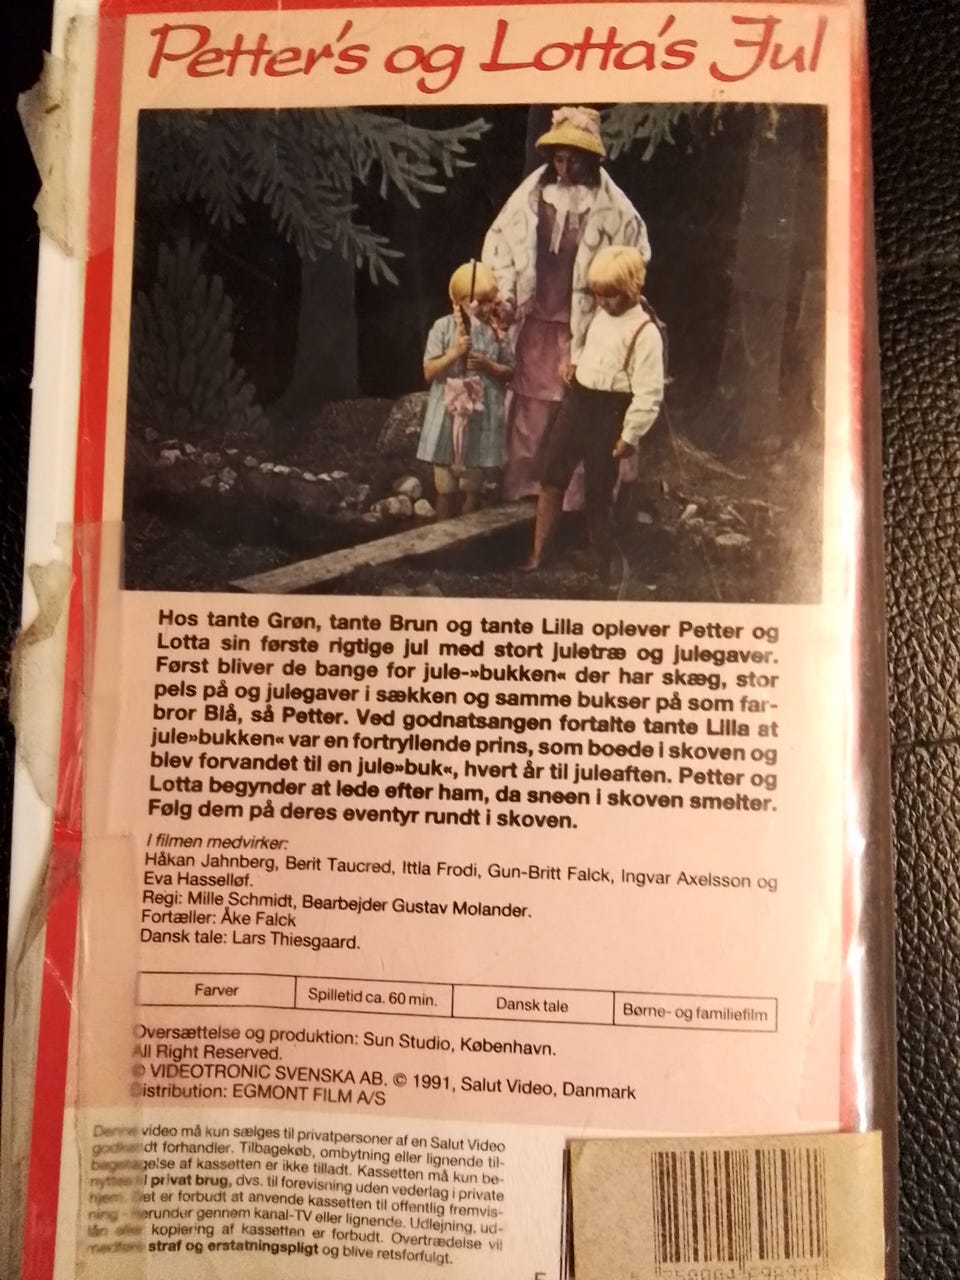 Petter's og Lotta's Jul
Hos tante Grøn, tante Brun og tante Lilla oplever Petter og
Lotta sin første rigtige jul med stort juletræ og julegaver.
Først bliver de bange for jule-»bukken« der har skæg, stor
pels på og julegaver i sækken og samme bukser på som far-
bror Blå, så Petter. Ved godnatsangen fortalte tante Lilla at
jule»bukken« var en fortryllende prins, som boede i skoven og
blev forvandlet til en jule»buk«, hvert år til juleaften. Petter og
Lotta begynder at lede efter ham, da sneen i skoven smelter.
Følg dem på deres eventyr rundt i skoven.
I filmen medvirker:
Håkan Jahnberg, Berit Taucred, Ittla Frodi, Gun-Britt Falck, Ingvar Axelsson og
Eva Hasselløf.
Regi: Mille Schmidt, Bearbejder Gustav Molander.
Fortæller: Åke Falck
Dansk tale: Lars Thiesgaard.
Farver Spilletid ca. 60 min. Dansk tale Børne- og familiefilm
Oversættelse og produktion: Sun Studio, København.
All Right Reserved.
© VIDEOTRONIC SVENSKA AB. © 1991, Salut Video, Danmark
Distribution: EGMONT FILM A/S
Denne video må kun sælges til privatpersoner af en Salut Video
godkendt forhandler. Tilbagekøb, ombytning eller lignende til-
bagetagelse af kassetten er ikke tilladt. Kassetten må kun be-
nyttes til privat brug, dvs. til forevisning uden vederlag i private
hjem. Det er forbudt at anvende kassetten til offentlig fremvis-
ning - herunder gennem kanal-TV eller lignende. Udlejning, ud-
lån eller kopiering af kassetten er forbudt. Overtrædelse vil
medføre straf og erstatningspligt og blive retsforfulgt.